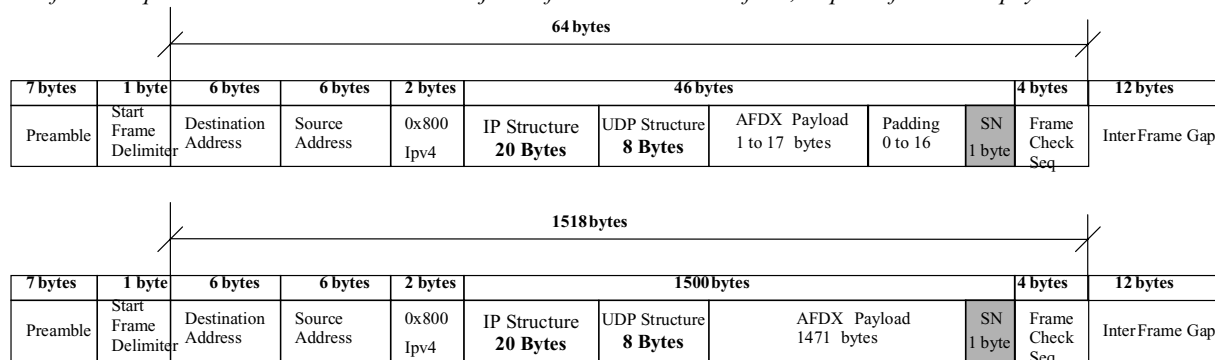 64 bytes
7 bytes 1 byte 6 bytes 6 bytes 2 bytes 46 bytes 4 bytes 12 bytes
Preamble
Start
Frame
Delimiter
Destination
Address
Source
Address
0x800
Ipv4
IP Structure
20 Bytes
UDP Structure
8 Bytes
AFDX Payload
1 to 17 bytes
Padding
0 to 16
SN
1 byte
Frame
Check
Seq
InterFrame Gap
1518 bytes
7 bytes 1 byte 6 bytes 6 bytes 2 bytes 1500 bytes 4 bytes 12 bytes
Preamble
Start
Frame
Delimiter
Destination
Address
Source
Address
0x800
Ipv4
IP Structure
20 Bytes
UDP Structure
8 Bytes
AFDX Payload
1471 bytes
SN
1 byte
Frame
Check
Seq
InterFrame Gap